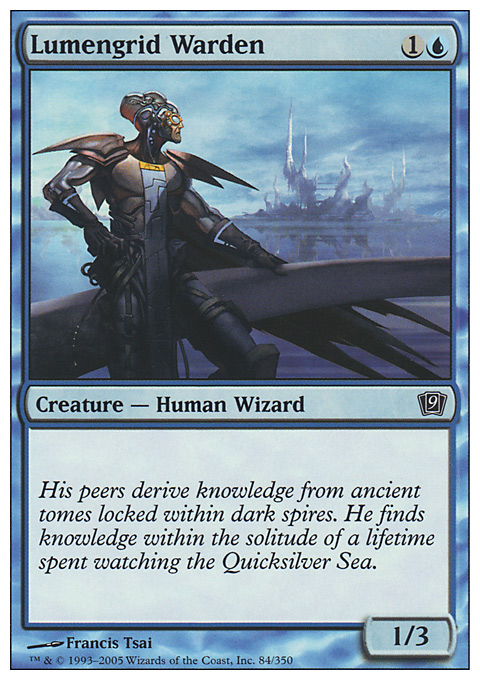 Lumengrid Warden 1
Creature — Human Wizard 9
His peers derive knowledge from ancient
tomes locked within dark spires. He finds
knowledge within the solitude of a lifetime
spent watching the Quicksilver Sea.
1/3
Francis Tsai
™ & © 1993–2005 Wizards of the Coast, Inc. 84/350